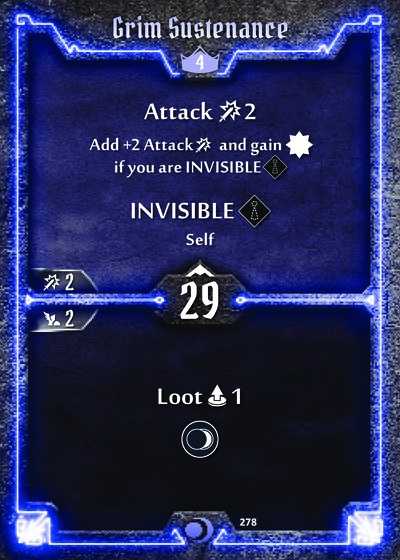 Grim Sustenance
4
Attack 2
Add +2 Attack and gain
if you are INVISIBLE
INVISIBLE
Self
2
29
2
Loot 1
278